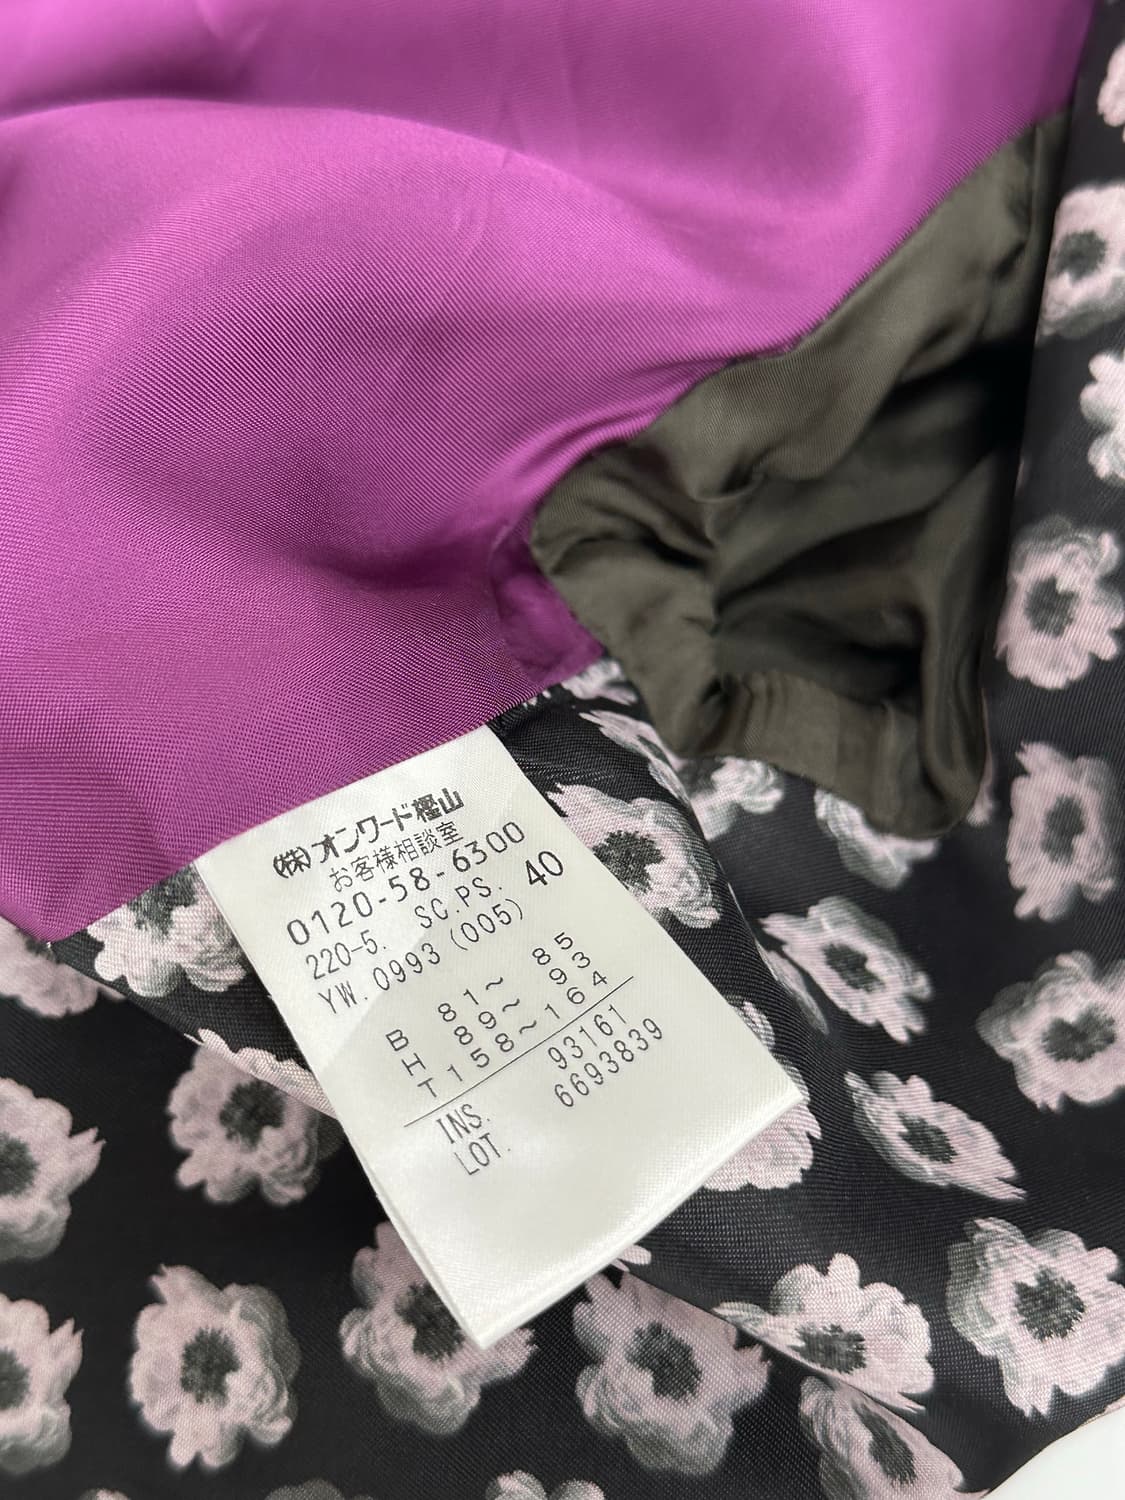 (株)オンワード樫山
お客様相談室
0120-58-6300
220-5. SC.PS. 40
YW.0993 (005)
B 81~ 85
H 89~ 93
T 158~164
INS. 93161
LOT. 6693839